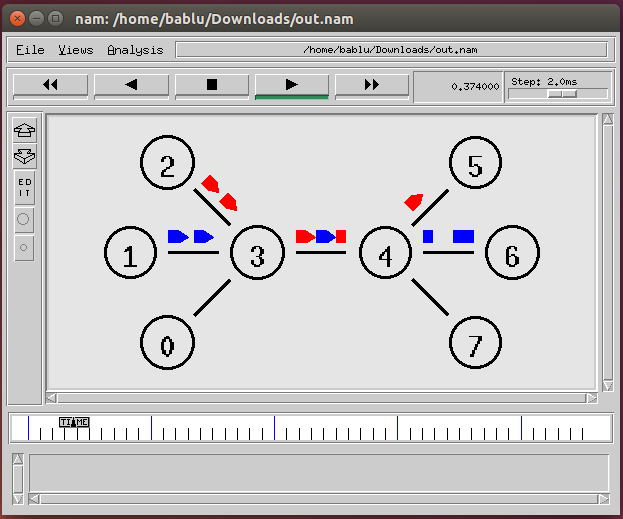 nam: /home/bablu/Downloads/out.nam
File Views Analysis /home/bablu/Downloads/out.nam
0.374000 Step: 2.0ms
ED
IT
2 5
1 3 4 6
0 7
TIME